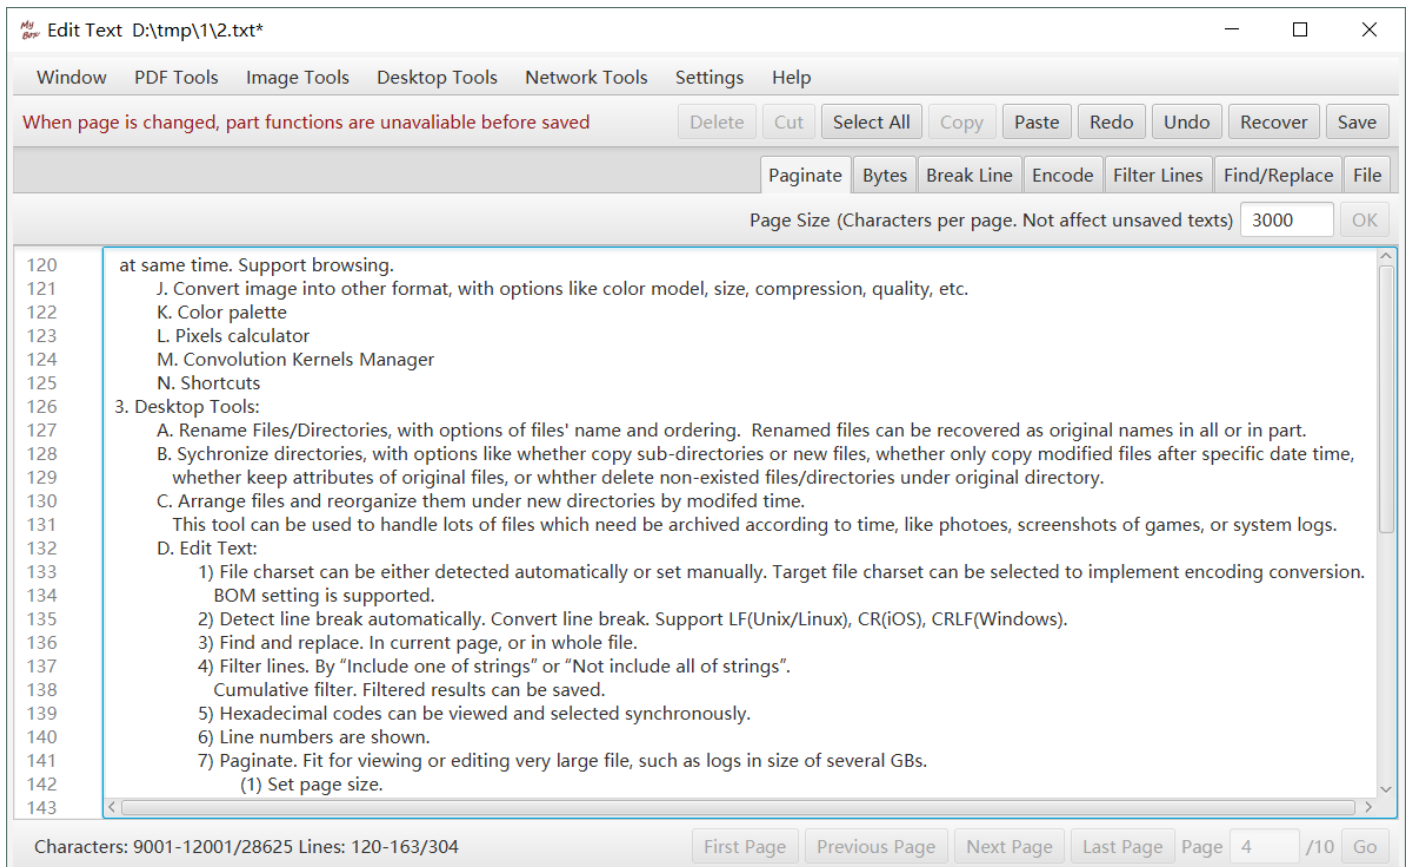 My Box Edit Text D:\tmp\1\2.txt*
Window PDF Tools Image Tools Desktop Tools Network Tools Settings Help
When page is changed, part functions are unavaliable before saved Delete Cut Select All Copy Paste Redo Undo Recover Save
Paginate Bytes Break Line Encode Filter Lines Find/Replace File
Page Size (Characters per page. Not affect unsaved texts) 3000 OK
120 at same time. Support browsing.
121 J. Convert image into other format, with options like color model, size, compression, quality, etc.
122 K. Color palette
123 L. Pixels calculator
124 M. Convolution Kernels Manager
125 N. Shortcuts
126 3. Desktop Tools:
127 A. Rename Files/Directories, with options of files' name and ordering.  Renamed files can be recovered as original names in all or in part.
128 B. Sychronize directories, with options like whether copy sub-directories or new files, whether only copy modified files after specific date time,
129 whether keep attributes of original files, or whther delete non-existed files/directories under original directory.
130 C. Arrange files and reorganize them under new directories by modifed time.
131 This tool can be used to handle lots of files which need be archived according to time, like photoes, screenshots of games, or system logs.
132 D. Edit Text:
133 1) File charset can be either detected automatically or set manually. Target file charset can be selected to implement encoding conversion.
134 BOM setting is supported.
135 2) Detect line break automatically. Convert line break. Support LF(Unix/Linux), CR(iOS), CRLF(Windows).
136 3) Find and replace. In current page, or in whole file.
137 4) Filter lines. By “Include one of strings” or “Not include all of strings”.
138 Cumulative filter. Filtered results can be saved.
139 5) Hexadecimal codes can be viewed and selected synchronously.
140 6) Line numbers are shown.
141 7) Paginate. Fit for viewing or editing very large file, such as logs in size of several GBs.
142 (1) Set page size.
143
Characters: 9001-12001/28625 Lines: 120-163/304 First Page Previous Page Next Page Last Page Page 4 /10 Go